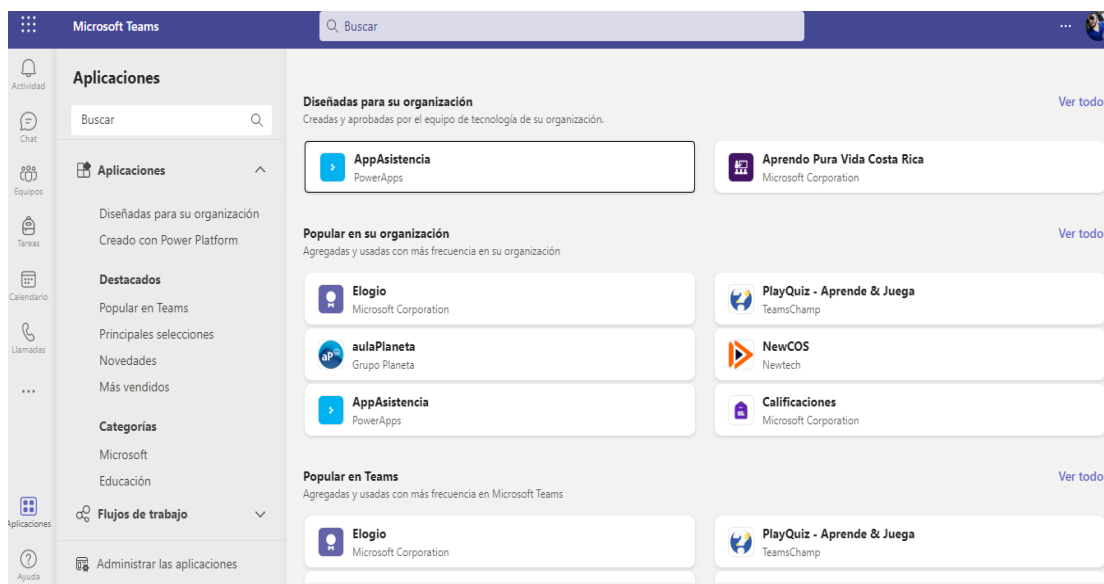 Microsoft Teams
Buscar
...
Actividad
Chat
Equipos
Tareas
Calendario
Llamadas
...
Aplicaciones
Ayuda
Aplicaciones
Buscar
Aplicaciones
Diseñadas para su organización
Creado con Power Platform
Destacados
Popular en Teams
Principales selecciones
Novedades
Más vendidos
Categorías
Microsoft
Educación
Flujos de trabajo
Administrar las aplicaciones
Diseñadas para su organización
Ver todo
Creadas y aprobadas por el equipo de tecnología de su organización.
AppAsistencia
PowerApps
Aprendo Pura Vida Costa Rica
Microsoft Corporation
Popular en su organización
Ver todo
Agregadas y usadas con más frecuencia en su organización
Elogio
Microsoft Corporation
PlayQuiz - Aprende & Juega
TeamsChamp
aP
aulaPlaneta
Grupo Planeta
NewCOS
Newtech
AppAsistencia
PowerApps
Calificaciones
Microsoft Corporation
Popular en Teams
Ver todo
Agregadas y usadas con más frecuencia en Microsoft Teams
Elogio
Microsoft Corporation
PlayQuiz - Aprende & Juega
TeamsChamp